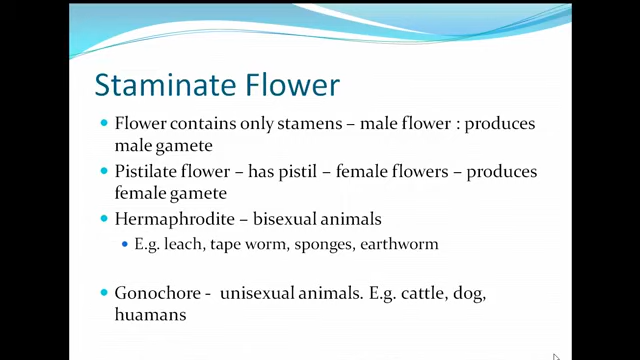 Staminate Flower
Flower contains only stamens – male flower : produces
male gamete
Pistilate flower – has pistil – female flowers – produces
female gamete
Hermaphrodite – bisexual animals
E.g. leach, tape worm, sponges, earthworm
Gonochore - unisexual animals. E.g. cattle, dog,
huamans